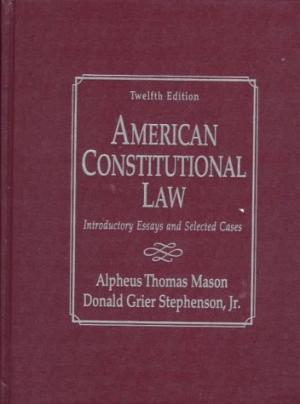 Twelfth Edition
AMERICAN
CONSTITUTIONAL
LAW
Introductory Essays and Selected Cases
Alpheus Thomas Mason
Donald Grier Stephenson, Jr.